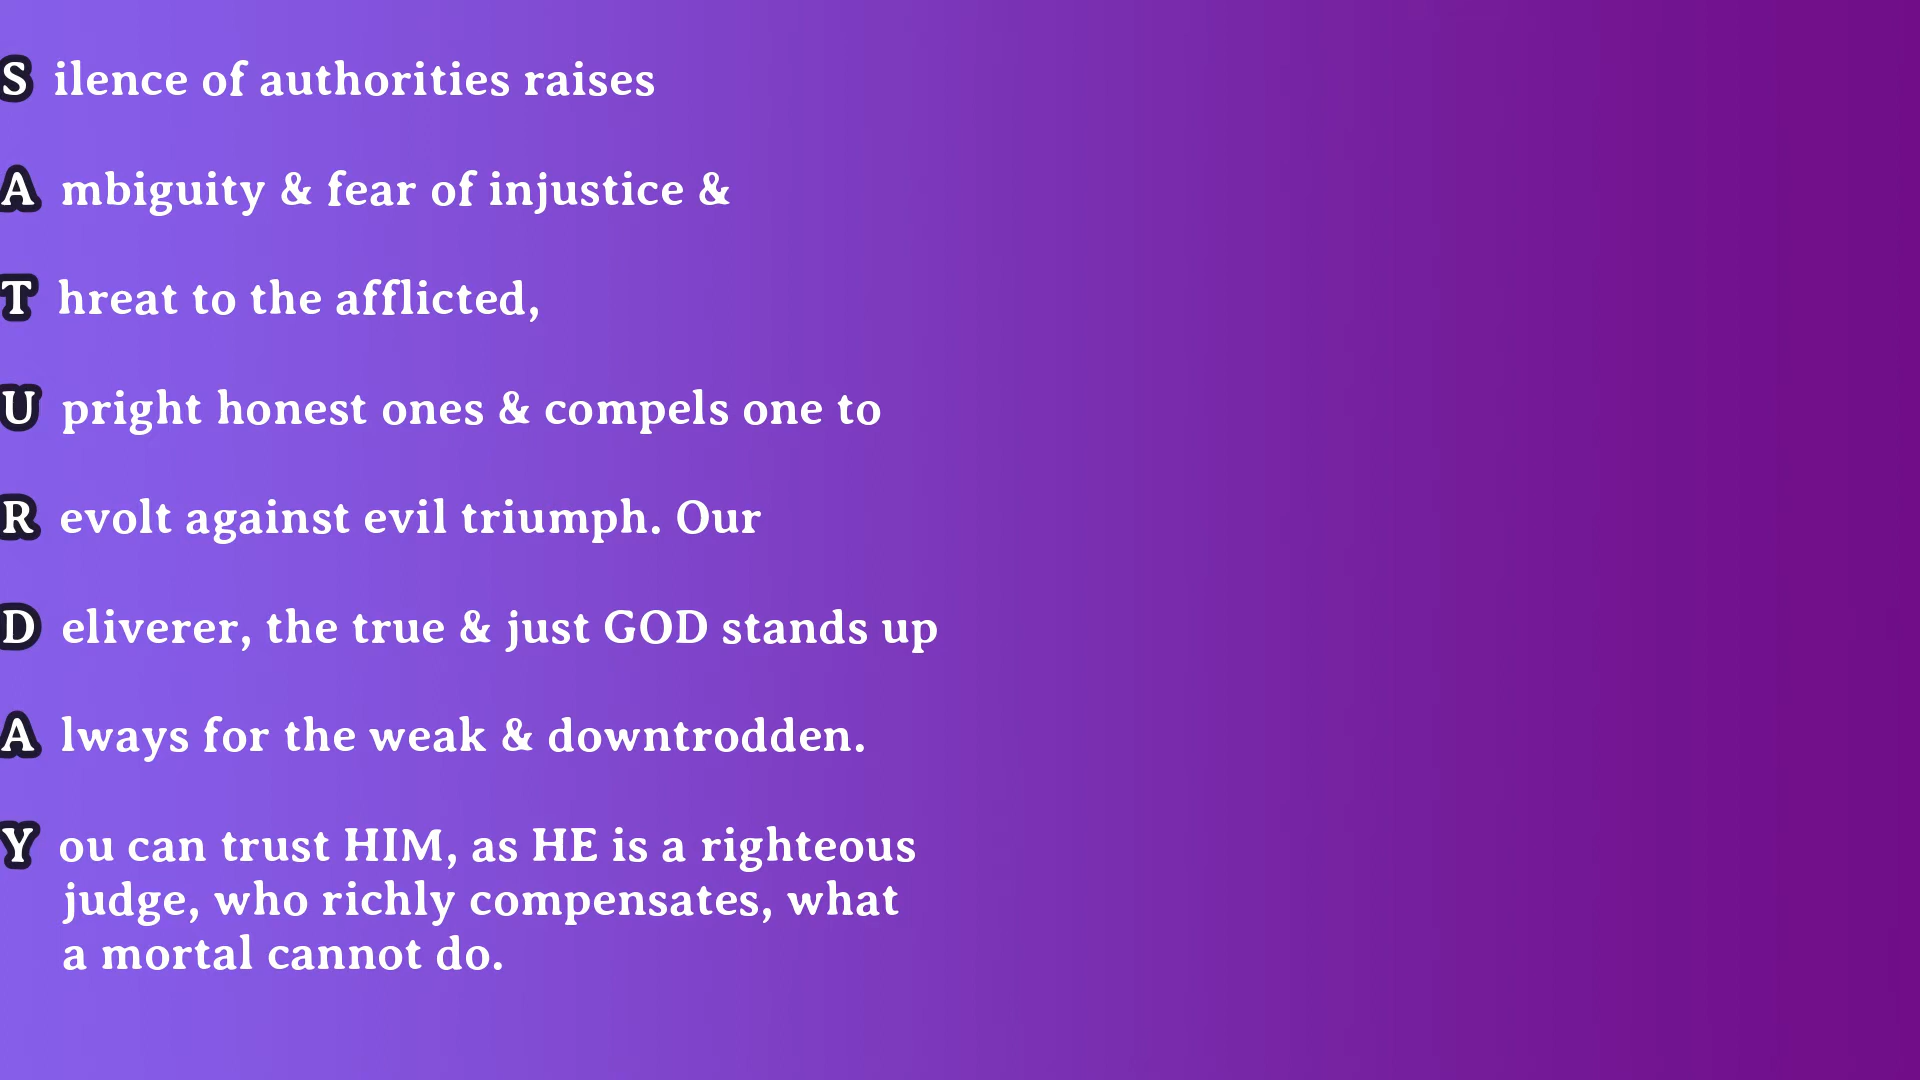 S ilence of authorities raises
A mbiguity & fear of injustice &
T hreat to the afflicted,
U pright honest ones & compels one to
R evolt against evil triumph. Our
D eliverer, the true & just GOD stands up
A lways for the weak & downtrodden.
Y ou can trust HIM, as HE is a righteous
judge, who richly compensates, what
a mortal cannot do.